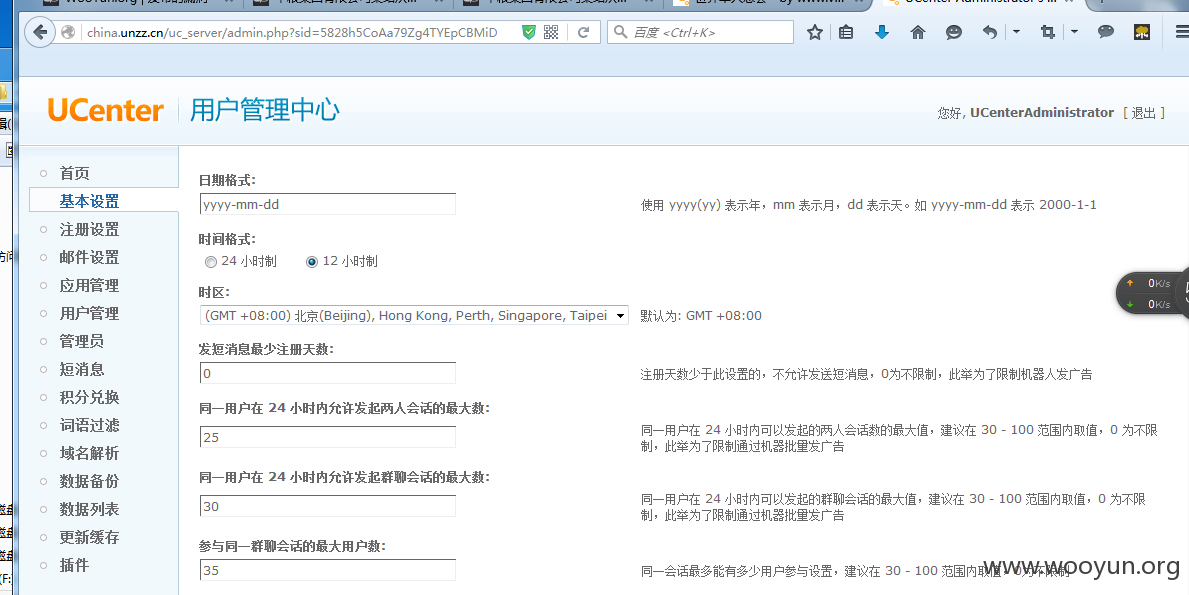 china.unzz.cn/uc_server/admin.php?sid=5828h5CoAa79Zg4TYEpCBMiD
百度 <Ctrl+K>
UCenter 用户管理中心
您好, UCenterAdministrator [ 退出 ]
首页
基本设置
注册设置
邮件设置
应用管理
用户管理
管理员
短消息
积分兑换
词语过滤
域名解析
数据备份
数据列表
更新缓存
插件
日期格式:
yyyy-mm-dd
使用 yyyy(yy) 表示年，mm 表示月，dd 表示天。如 yyyy-mm-dd 表示 2000-1-1
时间格式:
24 小时制 12 小时制
时区:
(GMT +08:00) 北京(Beijing), Hong Kong, Perth, Singapore, Taipei
默认为: GMT +08:00
发短消息最少注册天数:
0
注册天数少于此设置的，不允许发送短消息，0为不限制，此举为了限制机器人发广告
同一用户在 24 小时内允许发起两人会话的最大数:
25
同一用户在 24 小时内可以发起的两人会话数的最大值，建议在 30 - 100 范围内取值，0 为不限
制，此举为了限制通过机器批量发广告
同一用户在 24 小时内允许发起群聊会话的最大数:
30
同一用户在 24 小时内可以发起的群聊会话的最大值，建议在 30 - 100 范围内取值，0 为不限
制，此举为了限制通过机器批量发广告
参与同一群聊会话的最大用户数:
35
同一会话最多能有多少用户参与设置，建议在 30 - 100 范围内取值，0为不限制
0K/s
0K/s
www.wooyun.org